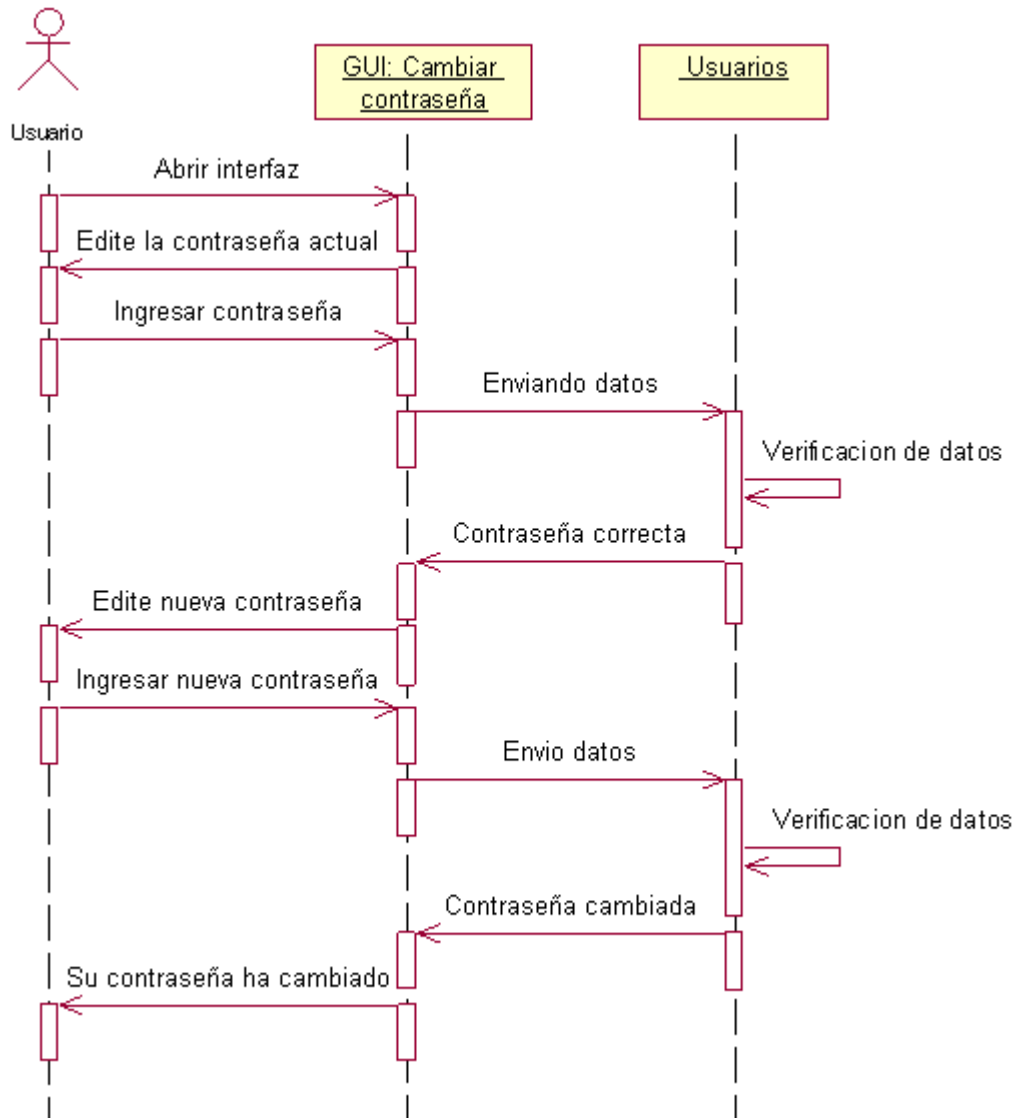 GUI: Cambiar
contraseña
Usuarios
Usuario
Abrir interfaz
Edite la contraseña actual
Ingresar contraseña
Enviando datos
Verificacion de datos
Contraseña correcta
Edite nueva contraseña
Ingresar nueva contraseña
Envio datos
Verificacion de datos
Contraseña cambiada
Su contraseña ha cambiado